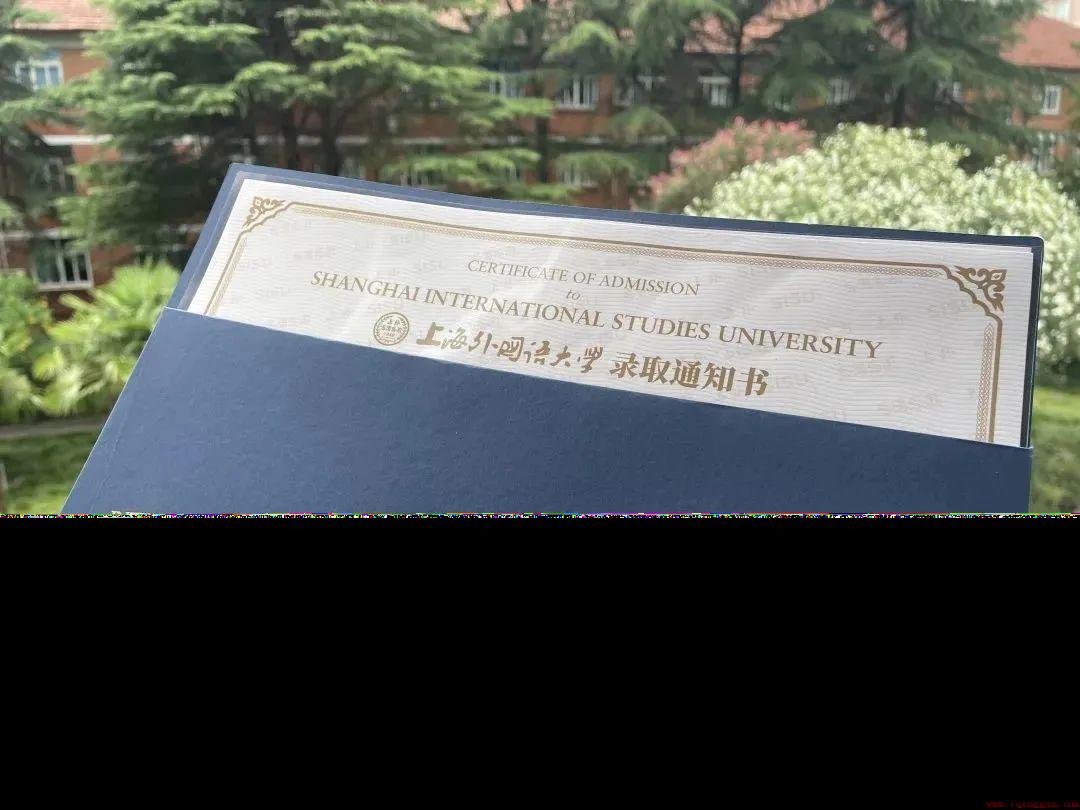 CERTIFICATE OF ADMISSION
to
SHANGHAI INTERNATIONAL STUDIES UNIVERSITY
上海外国语大学 录取通知书
SISU